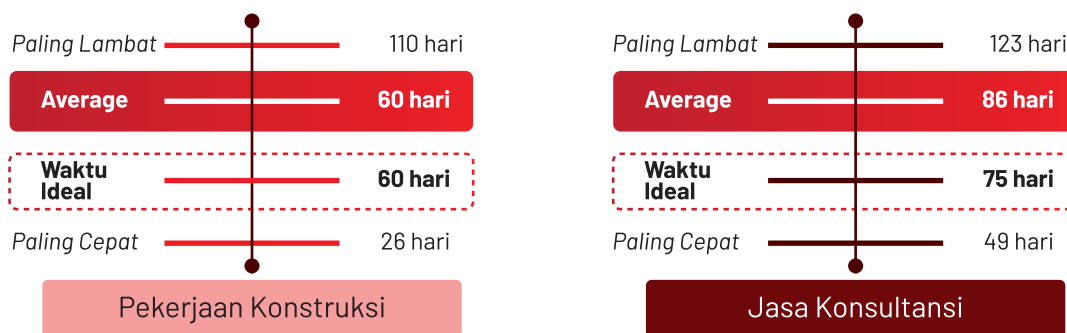 Paling Lambat 110 hari
Average 60 hari
Waktu
Ideal
60 hari
Paling Cepat 26 hari
Pekerjaan Konstruksi
Paling Lambat 123 hari
Average 86 hari
Waktu
Ideal
75 hari
Paling Cepat 49 hari
Jasa Konsultansi